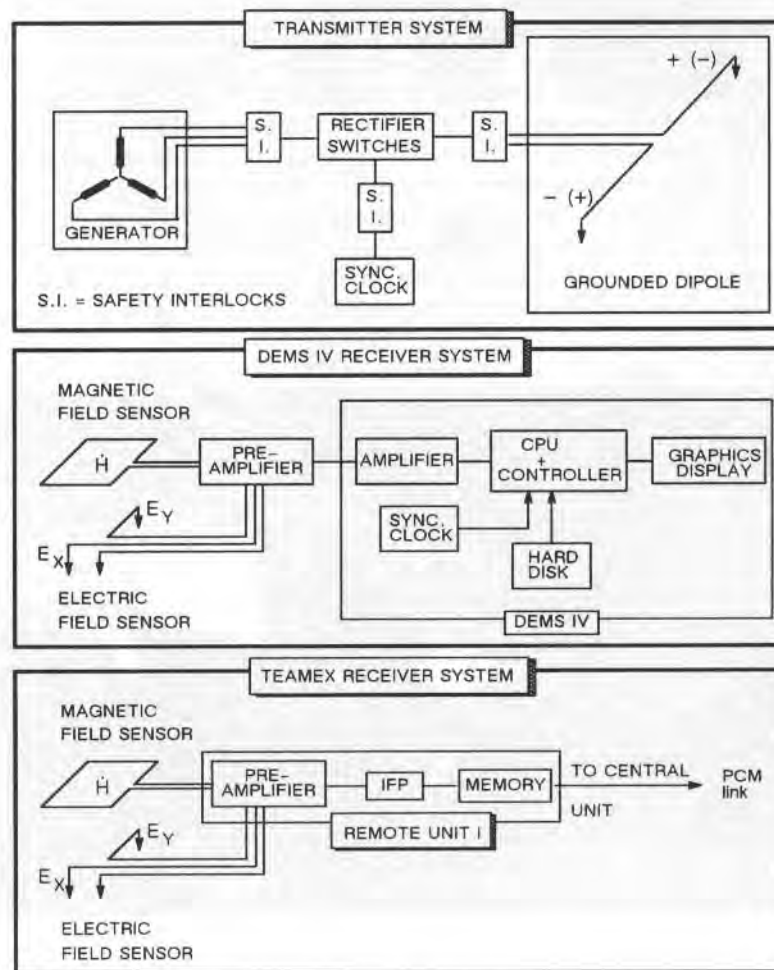 TRANSMITTER SYSTEM
+ (-)
S.
I.
RECTIFIER
SWITCHES
S.
I.
S.
I.
- (+)
GENERATOR
SYNC.
CLOCK
GROUNDED DIPOLE
S.I. = SAFETY INTERLOCKS
DEMS IV RECEIVER SYSTEM
MAGNETIC
FIELD SENSOR
Ḣ
PRE-
AMPLIFIER
AMPLIFIER
CPU
+
CONTROLLER
GRAPHICS
DISPLAY
EY
SYNC.
CLOCK
EX
HARD
DISK
ELECTRIC
FIELD SENSOR
DEMS IV
TEAMEX RECEIVER SYSTEM
MAGNETIC
FIELD SENSOR
Ḣ
PRE-
AMPLIFIER
IFP
MEMORY
TO CENTRAL
UNIT
PCM
link
REMOTE UNIT I
EY
EX
ELECTRIC
FIELD SENSOR